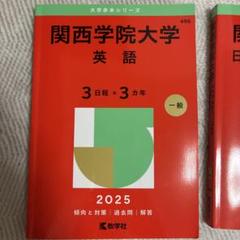 大学赤本シリーズ
496
関西学院大学
英語
3日程×3カ年
一般
2025
傾向と対策｜過去問｜解答
教学社
日